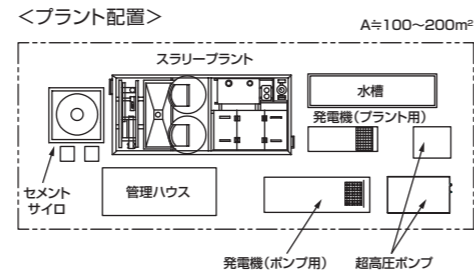 ＜プラント配置＞
A≒100～200m²
スラリープラント
水槽
発電機（プラント用）
セメント
サイロ
管理ハウス
発電機（ポンプ用）
超高圧ポンプ